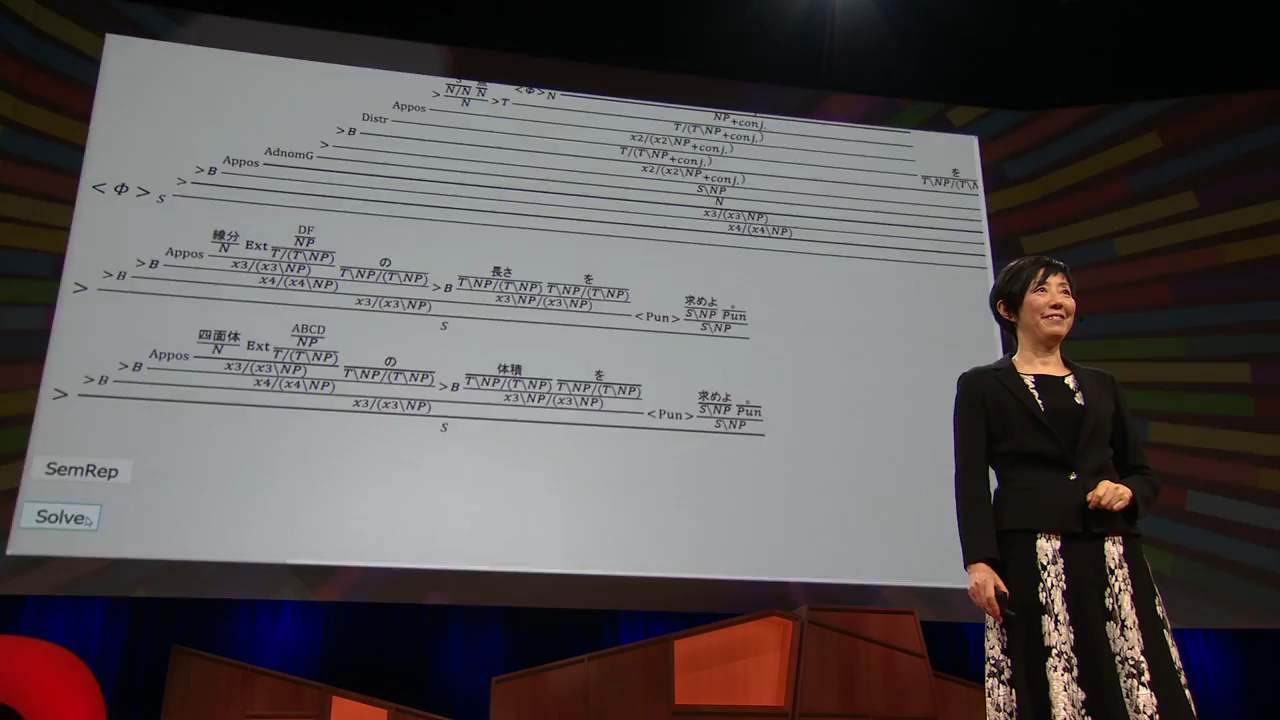 N/N N <Φ> N
> N >T NP+conj.
Appos T/(T\NP+conj.)
Distr x2/(x2\NP+conj.)
>B T/(T\NP+conj.) を
> x2/(x2\NP+conj.) T\NP/(T\N
AdnomG S\NP
Appos N
>B x3/(x3\NP)
> x4/(x4\NP)
<Φ> S
DF
線分 Ext NP
N T/(T\NP) の 長さ を
Appos x3/(x3\NP) T\NP/(T\NP) T\NP/(T\NP) T\NP/(T\NP) 求めよ 。
>B x4/(x4\NP) >B x3\NP/(x3\NP) S\NP Pun
>B x3/(x3\NP) <Pun> S\NP
> S
ABCD
四面体 Ext NP
N T/(T\NP) の 体積 を
Appos x3/(x3\NP) T\NP/(T\NP) T\NP/(T\NP) T\NP/(T\NP) 求めよ 。
>B x4/(x4\NP) >B x3\NP/(x3\NP) S\NP Pun
>B x3/(x3\NP) <Pun> S\NP
> S
SemRep
Solve